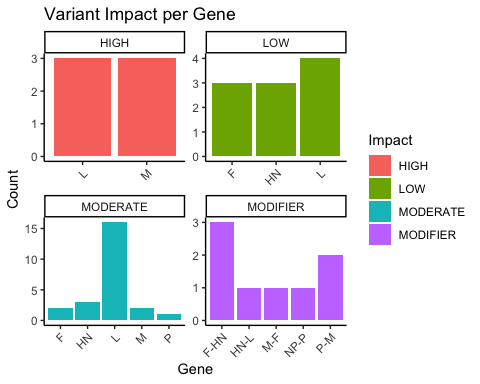 Variant Impact per Gene
HIGH
LOW
3
2
1
0
L
M
4
3
2
1
0
F
HN
L
MODERATE
MODIFIER
15
10
5
0
F
HN
L
M
P
3
2
1
0
F-HN
HN-L
M-F
NP-P
P-M
Count
Gene
Impact
HIGH
LOW
MODERATE
MODIFIER